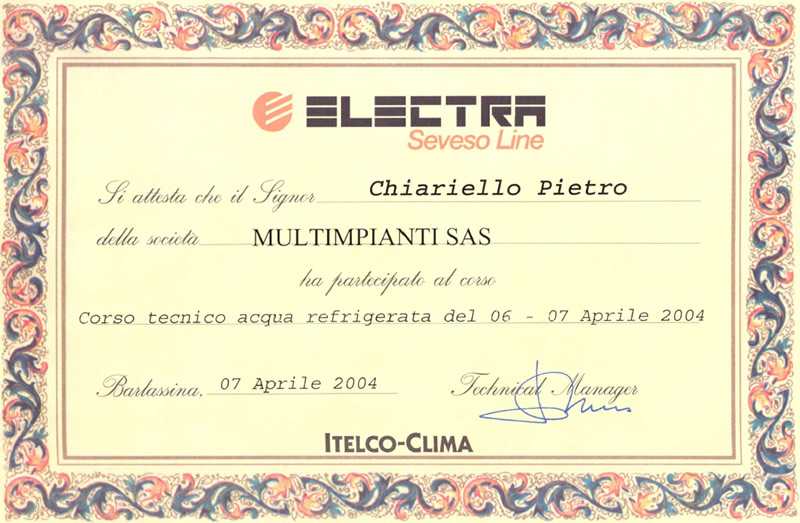 ELECTRA
Seveso Line
Si attesta che il Signor Chiariello Pietro
della società MULTIMPIANTI SAS
ha partecipato al corso
Corso tecnico acqua refrigerata del 06 - 07 Aprile 2004
Barlassina, 07 Aprile 2004 Technical Manager
ITELCO-CLIMA